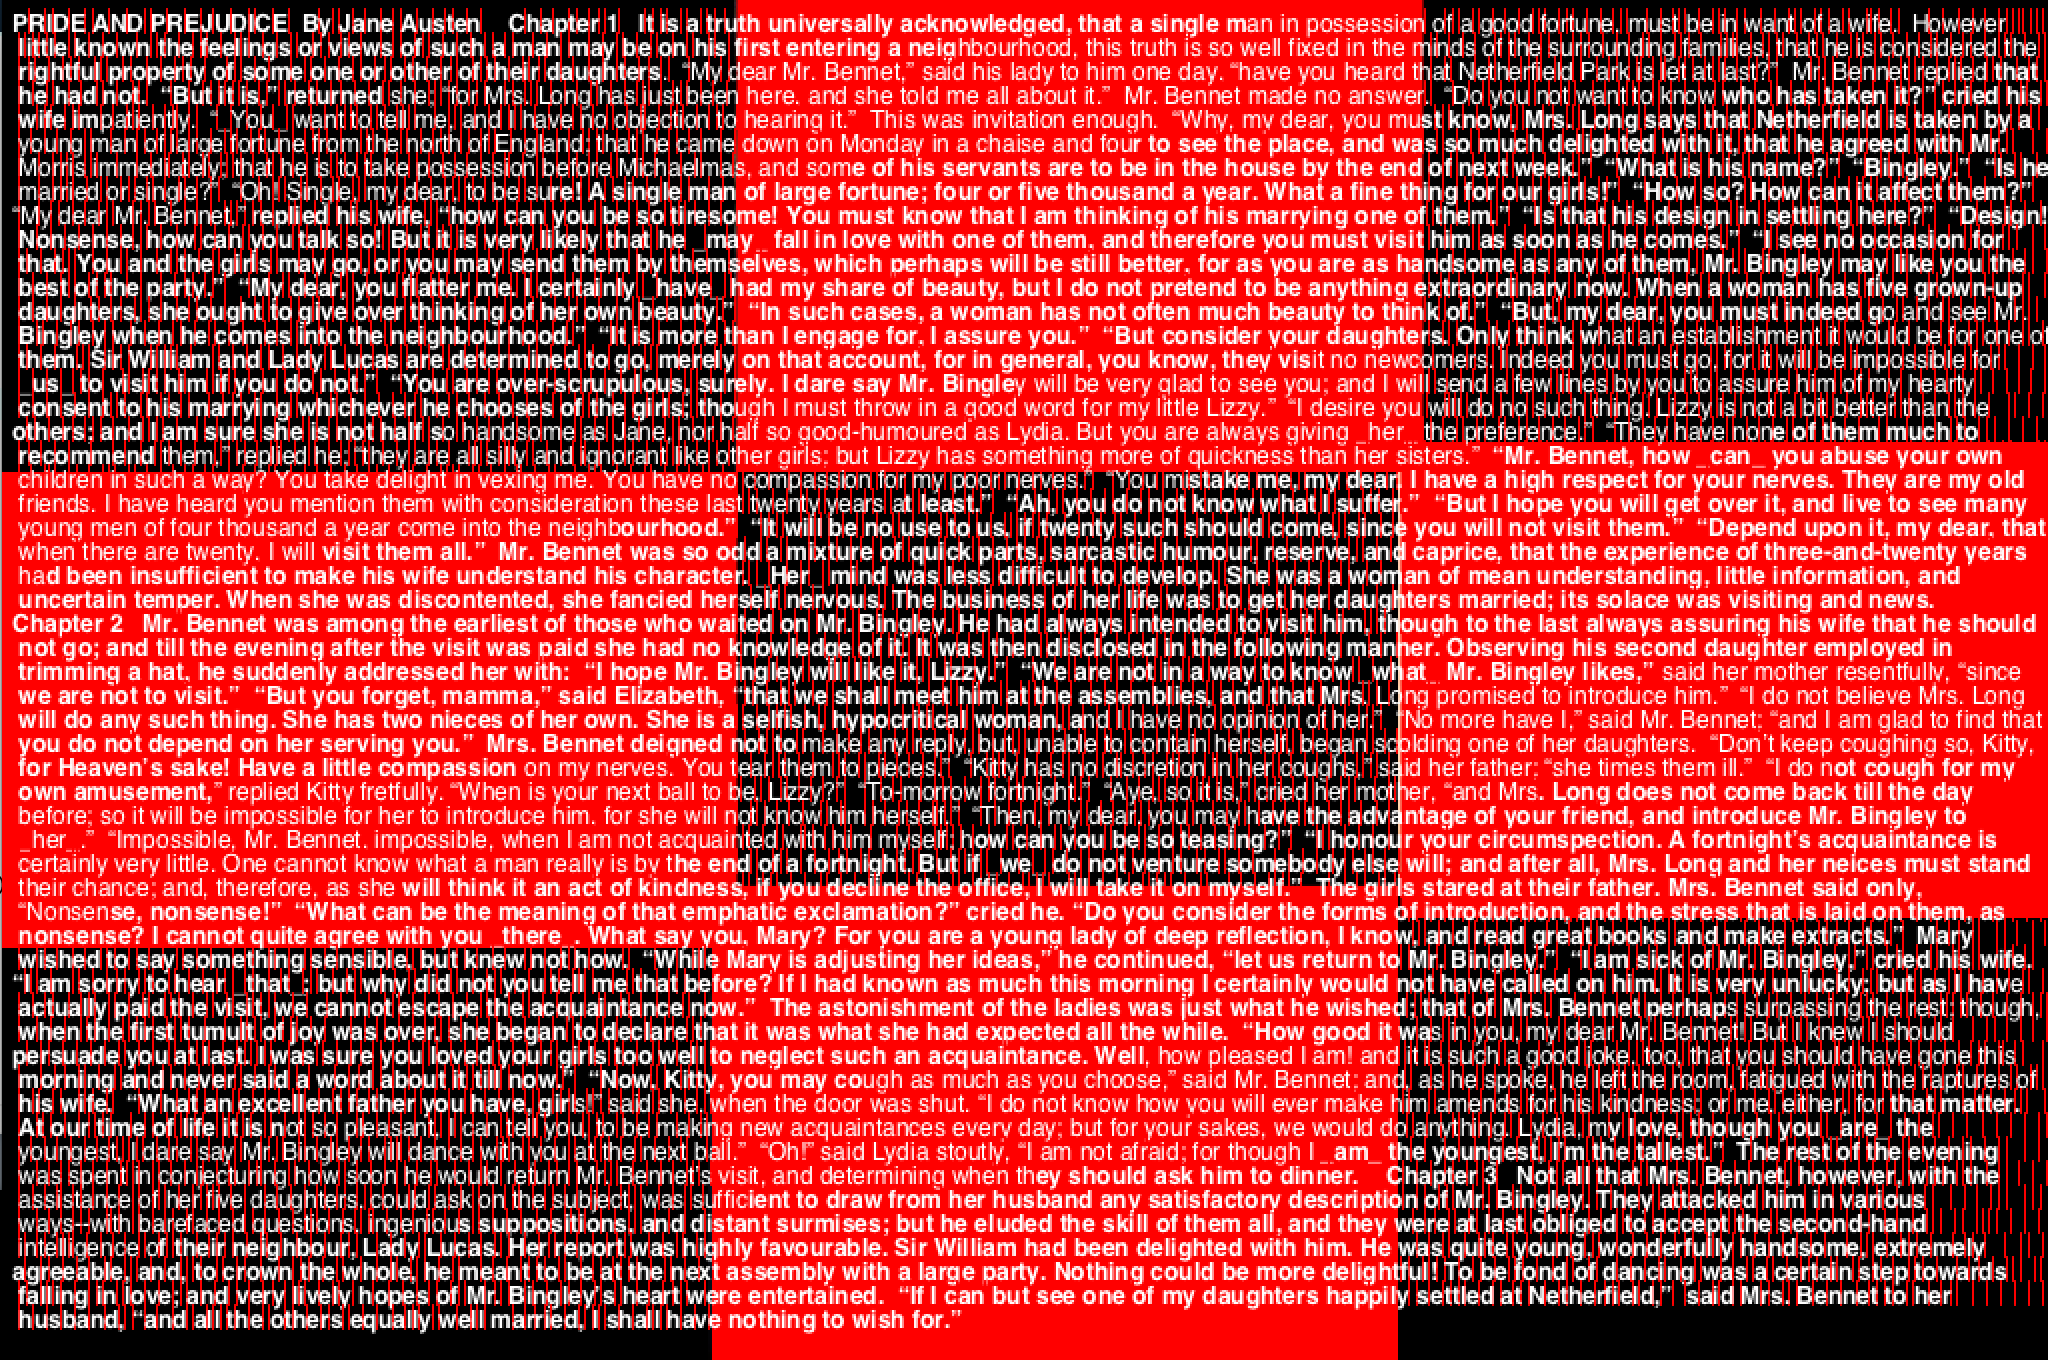 PRIDE AND PREJUDICE By Jane Austen Chapter 1 It is a truth universally acknowledged, that a single man in possession of a good fortune, must be in want of a wife. However
little known the feelings or views of such a man may be on his first entering a neighbourhood, this truth is so well fixed in the minds of the surrounding families, that he is considered the
rightful property of some one or other of their daughters. “My dear Mr. Bennet,” said his lady to him one day, “have you heard that Netherfield Park is let at last?” Mr. Bennet replied that
he had not. “But it is,” returned she; “for Mrs. Long has just been here, and she told me all about it.” Mr. Bennet made no answer. “Do you not want to know who has taken it?” cried his
wife impatiently. “_You_ want to tell me, and I have no objection to hearing it.” This was invitation enough. “Why, my dear, you must know, Mrs. Long says that Netherfield is taken by a
young man of large fortune from the north of England; that he came down on Monday in a chaise and four to see the place, and was so much delighted with it, that he agreed with Mr.
Morris immediately; that he is to take possession before Michaelmas, and some of his servants are to be in the house by the end of next week.” “What is his name?” “Bingley.” “Is he
married or single?” “Oh! Single, my dear, to be sure! A single man of large fortune; four or five thousand a year. What a fine thing for our girls!” “How so? How can it affect them?”
“My dear Mr. Bennet,” replied his wife, “how can you be so tiresome! You must know that I am thinking of his marrying one of them.” “Is that his design in settling here?” “Design!
Nonsense, how can you talk so! But it is very likely that he _may_ fall in love with one of them, and therefore you must visit him as soon as he comes.” “I see no occasion for
that. You and the girls may go, or you may send them by themselves, which perhaps will be still better, for as you are as handsome as any of them, Mr. Bingley may like you the
best of the party.” “My dear, you flatter me. I certainly _have_ had my share of beauty, but I do not pretend to be anything extraordinary now. When a woman has five grown-up
daughters, she ought to give over thinking of her own beauty.” “In such cases, a woman has not often much beauty to think of.” “But, my dear, you must indeed go and see Mr.
Bingley when he comes into the neighbourhood.” “It is more than I engage for, I assure you.” “But consider your daughters. Only think what an establishment it would be for one of
them. Sir William and Lady Lucas are determined to go, merely on that account, for in general, you know, they visit no newcomers. Indeed you must go, for it will be impossible for
_us_ to visit him if you do not.” “You are over-scrupulous, surely. I dare say Mr. Bingley will be very glad to see you; and I will send a few lines by you to assure him of my hearty
consent to his marrying whichever he chooses of the girls; though I must throw in a good word for my little Lizzy.” “I desire you will do no such thing. Lizzy is not a bit better than the
others; and I am sure she is not half so handsome as Jane, nor half so good-humoured as Lydia. But you are always giving _her_ the preference.” “They have none of them much to
recommend them,” replied he; “they are all silly and ignorant like other girls; but Lizzy has something more of quickness than her sisters.” “Mr. Bennet, how _can_ you abuse your own
children in such a way? You take delight in vexing me. You have no compassion for my poor nerves.” “You mistake me, my dear. I have a high respect for your nerves. They are my old
friends. I have heard you mention them with consideration these last twenty years at least.” “Ah, you do not know what I suffer.” “But I hope you will get over it, and live to see many
young men of four thousand a year come into the neighbourhood.” “It will be no use to us, if twenty such should come, since you will not visit them.” “Depend upon it, my dear, that
when there are twenty, I will visit them all.” Mr. Bennet was so odd a mixture of quick parts, sarcastic humour, reserve, and caprice, that the experience of three-and-twenty years
had been insufficient to make his wife understand his character. _Her_ mind was less difficult to develop. She was a woman of mean understanding, little information, and
uncertain temper. When she was discontented, she fancied herself nervous. The business of her life was to get her daughters married; its solace was visiting and news.
Chapter 2 Mr. Bennet was among the earliest of those who waited on Mr. Bingley. He had always intended to visit him, though to the last always assuring his wife that he should
not go; and till the evening after the visit was paid she had no knowledge of it. It was then disclosed in the following manner. Observing his second daughter employed in
trimming a hat, he suddenly addressed her with: “I hope Mr. Bingley will like it, Lizzy.” “We are not in a way to know _what_ Mr. Bingley likes,” said her mother resentfully, “since
we are not to visit.” “But you forget, mamma,” said Elizabeth, “that we shall meet him at the assemblies, and that Mrs. Long promised to introduce him.” “I do not believe Mrs. Long
will do any such thing. She has two nieces of her own. She is a selfish, hypocritical woman, and I have no opinion of her.” “No more have I,” said Mr. Bennet; “and I am glad to find that
you do not depend on her serving you.” Mrs. Bennet deigned not to make any reply, but, unable to contain herself, began scolding one of her daughters. “Don’t keep coughing so, Kitty,
for Heaven’s sake! Have a little compassion on my nerves. You tear them to pieces.” “Kitty has no discretion in her coughs,” said her father; “she times them ill.” “I do not cough for my
own amusement,” replied Kitty fretfully. “When is your next ball to be, Lizzy?” “To-morrow fortnight.” “Aye, so it is,” cried her mother, “and Mrs. Long does not come back till the day
before; so it will be impossible for her to introduce him, for she will not know him herself.” “Then, my dear, you may have the advantage of your friend, and introduce Mr. Bingley to
_her_.” “Impossible, Mr. Bennet, impossible, when I am not acquainted with him myself; how can you be so teasing?” “I honour your circumspection. A fortnight’s acquaintance is
certainly very little. One cannot know what a man really is by the end of a fortnight. But if _we_ do not venture somebody else will; and after all, Mrs. Long and her neices must stand
their chance; and, therefore, as she will think it an act of kindness, if you decline the office, I will take it on myself.” The girls stared at their father. Mrs. Bennet said only,
“Nonsense, nonsense!” “What can be the meaning of that emphatic exclamation?” cried he. “Do you consider the forms of introduction, and the stress that is laid on them, as
nonsense? I cannot quite agree with you _there_. What say you, Mary? For you are a young lady of deep reflection, I know, and read great books and make extracts.” Mary
wished to say something sensible, but knew not how. “While Mary is adjusting her ideas,” he continued, “let us return to Mr. Bingley.” “I am sick of Mr. Bingley,” cried his wife.
“I am sorry to hear _that_; but why did not you tell me that before? If I had known as much this morning I certainly would not have called on him. It is very unlucky; but as I have
actually paid the visit, we cannot escape the acquaintance now.” The astonishment of the ladies was just what he wished; that of Mrs. Bennet perhaps surpassing the rest; though,
when the first tumult of joy was over, she began to declare that it was what she had expected all the while. “How good it was in you, my dear Mr. Bennet! But I knew I should
persuade you at last. I was sure you loved your girls too well to neglect such an acquaintance. Well, how pleased I am! and it is such a good joke, too, that you should have gone this
morning and never said a word about it till now.” “Now, Kitty, you may cough as much as you choose,” said Mr. Bennet; and, as he spoke, he left the room, fatigued with the raptures of
his wife. “What an excellent father you have, girls!” said she, when the door was shut. “I do not know how you will ever make him amends for his kindness; or me, either, for that matter.
At our time of life it is not so pleasant, I can tell you, to be making new acquaintances every day; but for your sakes, we would do anything. Lydia, my love, though you _are_ the
youngest, I dare say Mr. Bingley will dance with you at the next ball.” “Oh!” said Lydia stoutly, “I am not afraid; for though I _am_ the youngest, I’m the tallest.” The rest of the evening
was spent in conjecturing how soon he would return Mr. Bennet’s visit, and determining when they should ask him to dinner. Chapter 3 Not all that Mrs. Bennet, however, with the
assistance of her five daughters, could ask on the subject, was sufficient to draw from her husband any satisfactory description of Mr. Bingley. They attacked him in various
ways--with barefaced questions, ingenious suppositions, and distant surmises; but he eluded the skill of them all, and they were at last obliged to accept the second-hand
intelligence of their neighbour, Lady Lucas. Her report was highly favourable. Sir William had been delighted with him. He was quite young, wonderfully handsome, extremely
agreeable, and, to crown the whole, he meant to be at the next assembly with a large party. Nothing could be more delightful! To be fond of dancing was a certain step towards
falling in love; and very lively hopes of Mr. Bingley’s heart were entertained. “If I can but see one of my daughters happily settled at Netherfield,” said Mrs. Bennet to her
husband, “and all the others equally well married, I shall have nothing to wish for.”